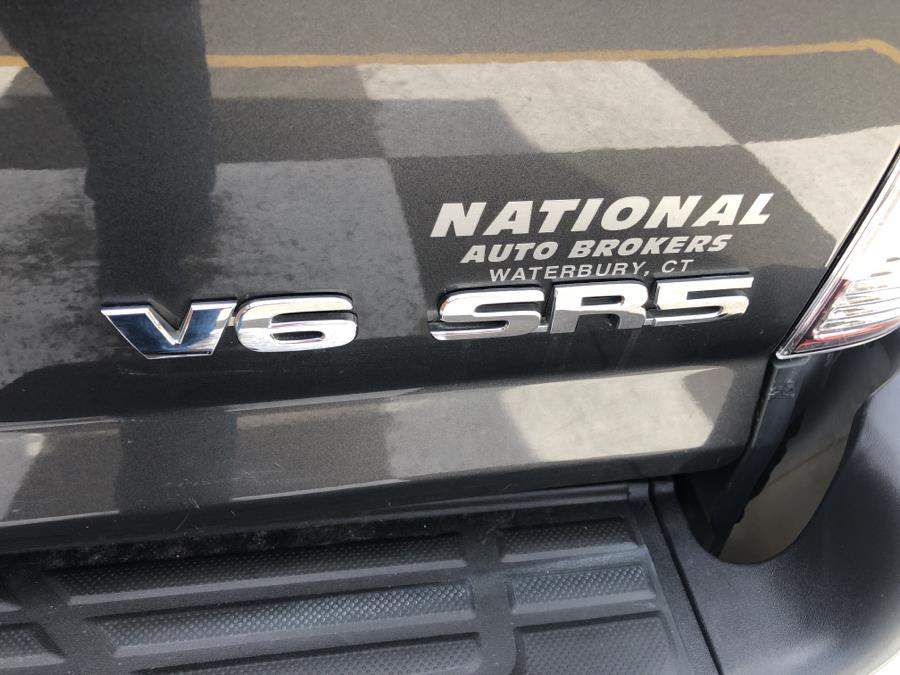 NATIONAL
AUTO BROKERS
WATERBURY, CT
V6 SR5